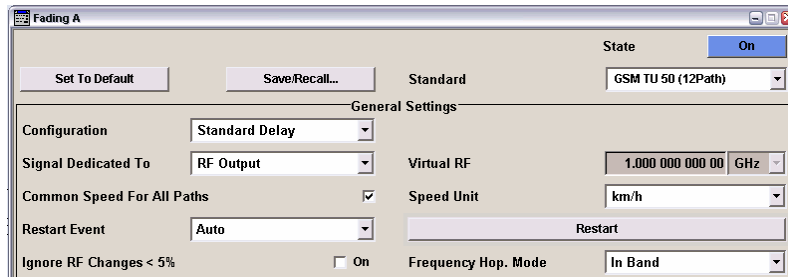 Fading A
State On
Set To Default Save/Recall... Standard GSM TU 50 (12Path)
General Settings
Configuration Standard Delay
Signal Dedicated To RF Output Virtual RF 1.000 000 000 00 GHz
Common Speed For All Paths Speed Unit km/h
Restart Event Auto Restart
Ignore RF Changes < 5% On Frequency Hop. Mode In Band